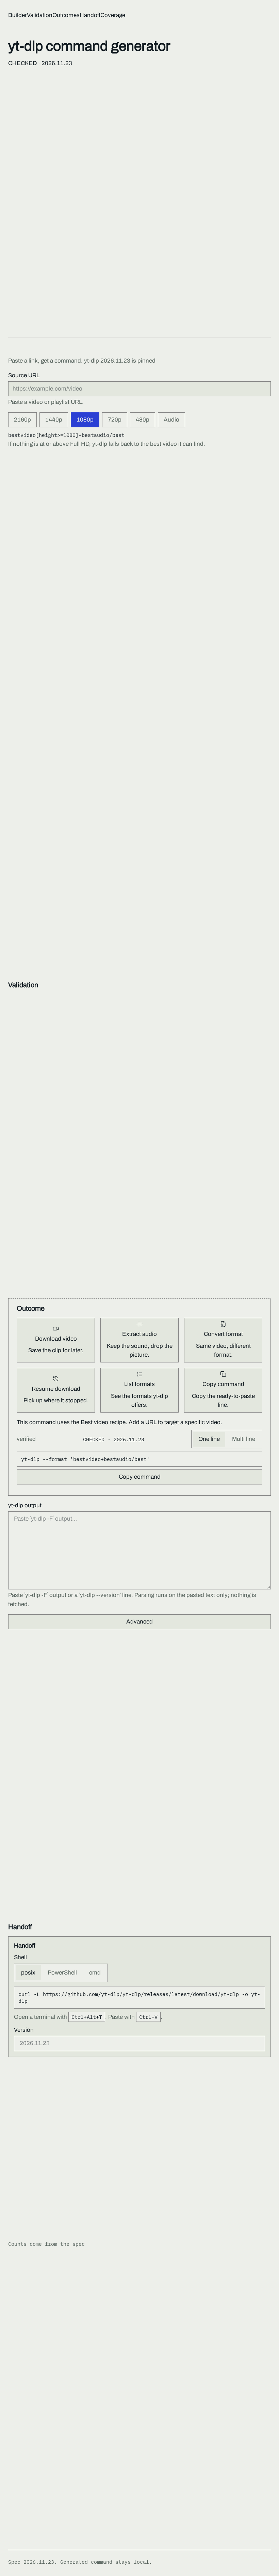 BuilderValidationOutcomesHandoffCoverage
yt-dlp command generator
CHECKED · 2026.11.23
Paste a link, get a command. yt-dlp 2026.11.23 is pinned
Source URL
https://example.com/video
Paste a video or playlist URL.
2160p 1440p 1080p 720p 480p Audio
bestvideo[height>=1080]+bestaudio/best
If nothing is at or above Full HD, yt-dlp falls back to the best video it can find.
Validation
Outcome
Download video
Save the clip for later.
Extract audio
Keep the sound, drop the
picture.
Convert format
Same video, different
format.
Resume download
Pick up where it stopped.
List formats
See the formats yt-dlp
offers.
Copy command
Copy the ready-to-paste
line.
This command uses the Best video recipe. Add a URL to target a specific video.
verified CHECKED · 2026.11.23 One line Multi line
yt-dlp --format 'bestvideo+bestaudio/best'
Copy command
yt-dlp output
Paste `yt-dlp -F` output...
Paste `yt-dlp -F` output or a `yt-dlp --version` line. Parsing runs on the pasted text only; nothing is
fetched.
Advanced
Handoff
Handoff
Shell
posix PowerShell cmd
curl -L https://github.com/yt-dlp/yt-dlp/releases/latest/download/yt-dlp -o yt-
dlp
Open a terminal with Ctrl+Alt+T. Paste with Ctrl+V.
Version
2026.11.23
Counts come from the spec
Spec 2026.11.23. Generated command stays local.